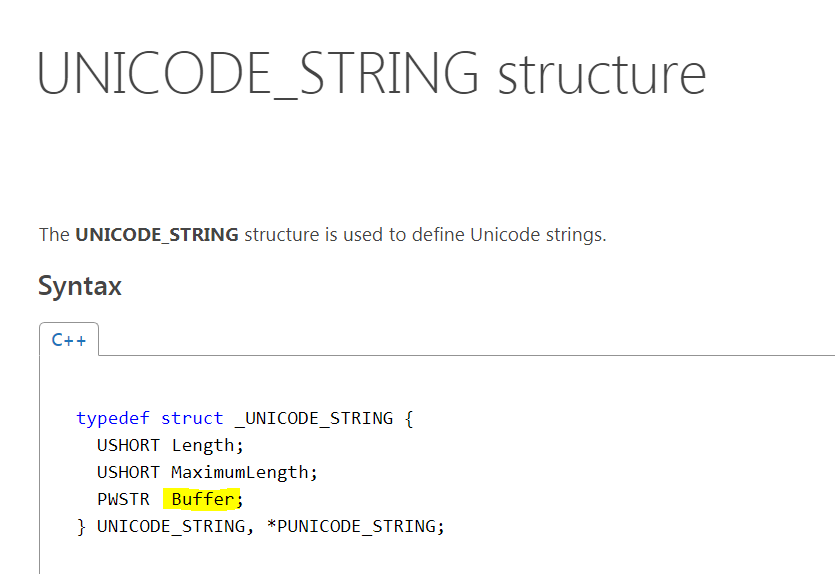 UNICODE_STRING structure
The UNICODE_STRING structure is used to define Unicode strings.
Syntax
C++
typedef struct _UNICODE_STRING {
  USHORT Length;
  USHORT MaximumLength;
  PWSTR  Buffer;
} UNICODE_STRING, *PUNICODE_STRING;